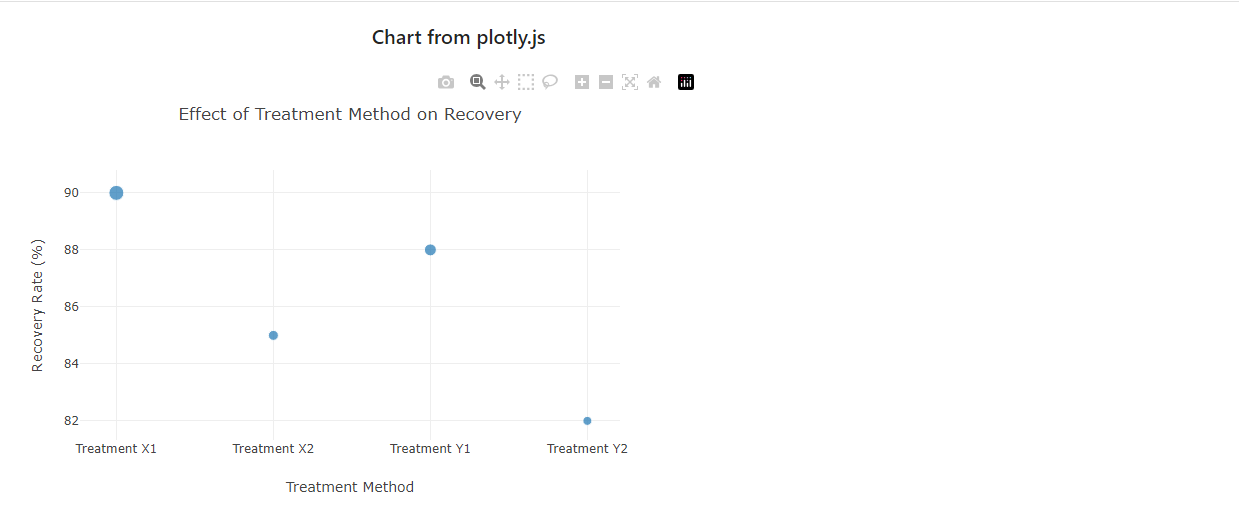 Chart from plotly.js
Effect of Treatment Method on Recovery
90
88
86
84
82
Recovery Rate (%)
Treatment X1 Treatment X2 Treatment Y1 Treatment Y2
Treatment Method